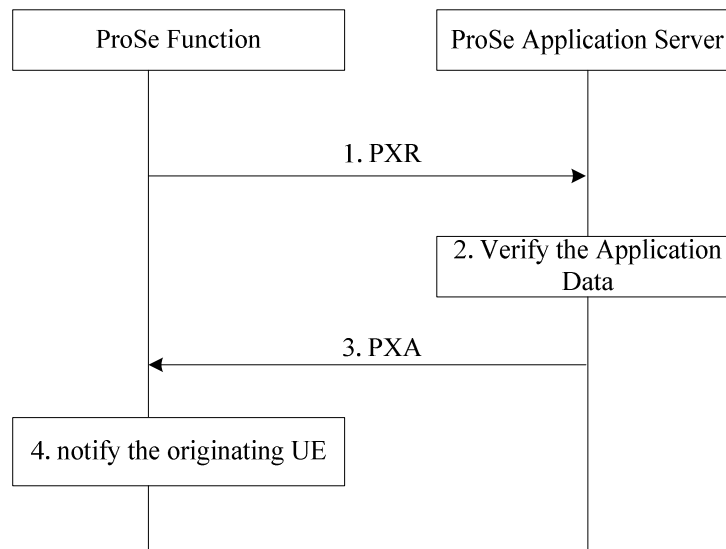 ProSe Function
ProSe Application Server
1. PXR
2. Verify the Application
Data
3. PXA
4. notify the originating UE